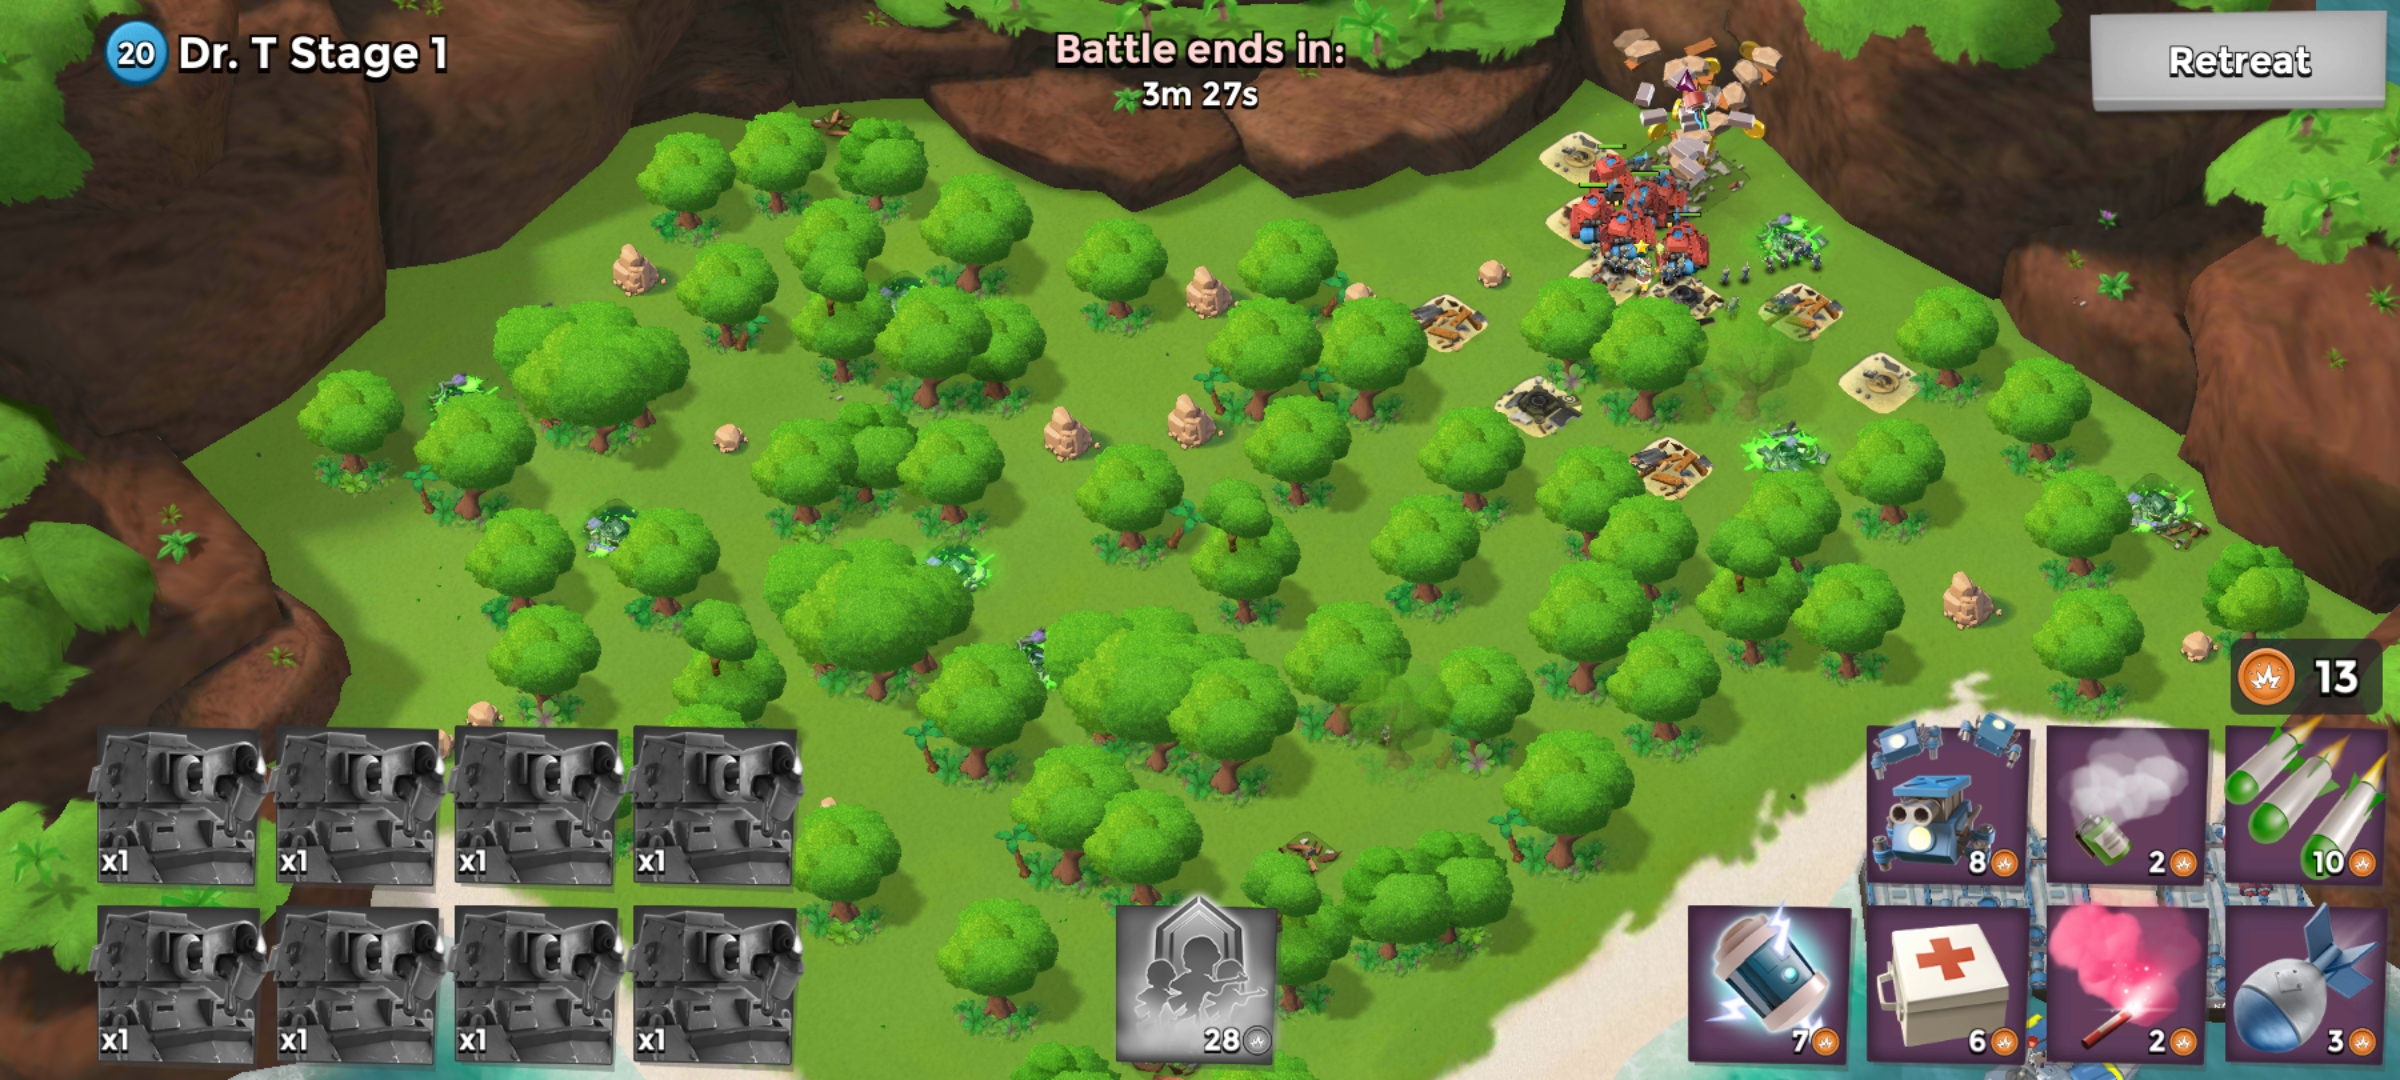 20 Dr. T Stage 1
Battle ends in:
3m 27s
Retreat
13
x1 x1 x1 x1
8 2 10
x1 x1 x1 x1
28
7 6 2 3